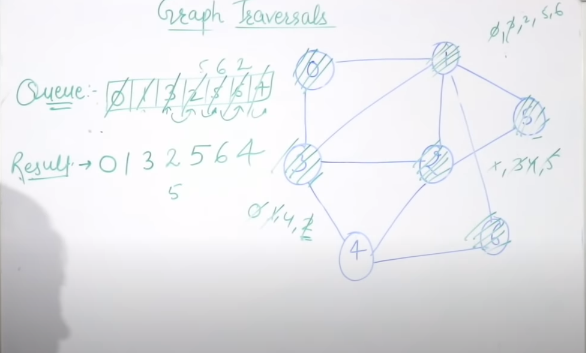 Graph Traversals
0, 1, 2, 5, 6
5 6 2
Queue:- 0 1 3 2 5 6 4
Result → 0 1 3 2 5 6 4
5
0 1
5
3 2
1, 3, 4, 5
0 1, 4, 2
6
4